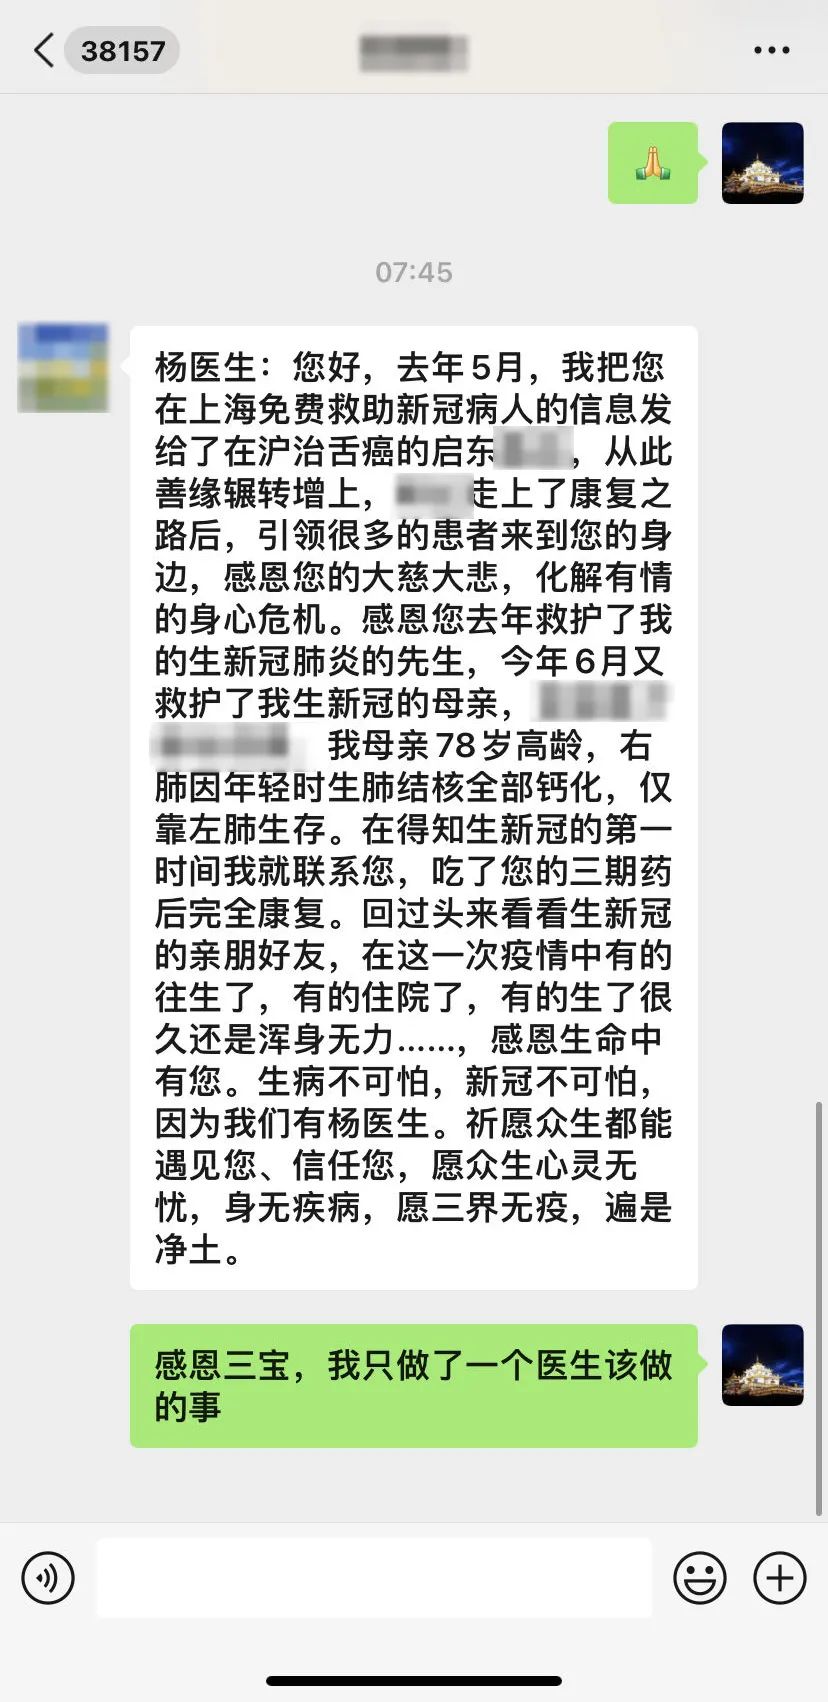 38157
07:45
杨医生：您好，去年5月，我把您
在上海免费救助新冠病人的信息发
给了在沪治舌癌的启东，从此
善缘辗转增上，走上了康复之
路后，引领很多的患者来到您的身
边，感恩您的大慈大悲，化解有情
的身心危机。感恩您去年救护了我
的生新冠肺炎的先生，今年6月又
救护了我生新冠的母亲，
我母亲78岁高龄，右
肺因年轻时生肺结核全部钙化，仅
靠左肺生存。在得知生新冠的第一
时间我就联系您，吃了您的三期药
后完全康复。回过头来看看生新冠
的亲朋好友，在这一次疫情中有的
往生了，有的住院了，有的生了很
久还是浑身无力……，感恩生命中
有您。生病不可怕，新冠不可怕，
因为我们有杨医生。祈愿众生都能
遇见您、信任您，愿众生心灵无
忧，身无疾病，愿三界无疫，遍是
净土。
感恩三宝，我只做了一个医生该做
的事